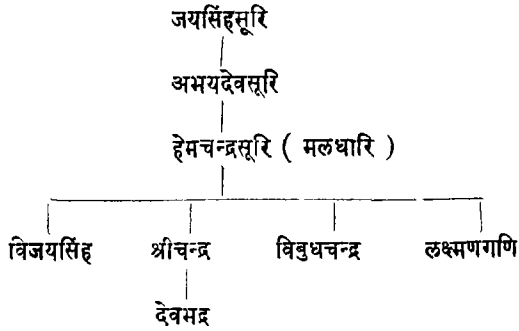 जयसिंहसूरि
अभयदेवसूरि
हेमचन्द्रसूरि ( मलधारि )
विजयसिंह श्रीचन्द्र विबुधचन्द्र लक्ष्मणगणि
देवभद्र